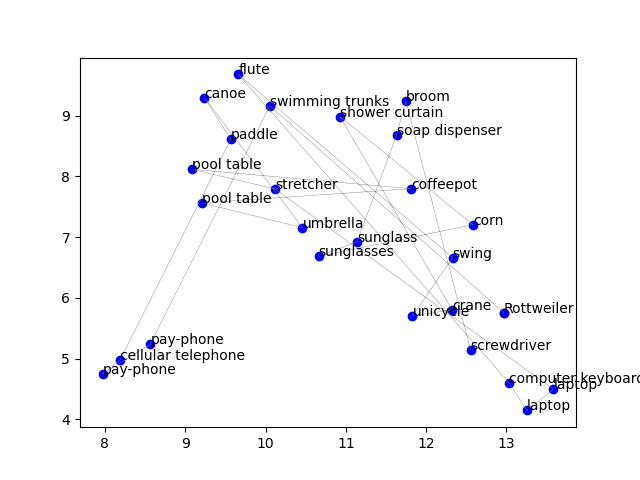 flute
canoe
swimming trunks
broom
shower curtain
soap dispenser
paddle
pool table
stretcher
coffeepot
pool table
corn
umbrella
sunglass
sunglasses
swing
unicycle
crane
Rottweiler
pay-phone
cellular telephone
pay-phone
screwdriver
computer keyboard
laptop
laptop
9
8
7
6
5
4
8 9 10 11 12 13